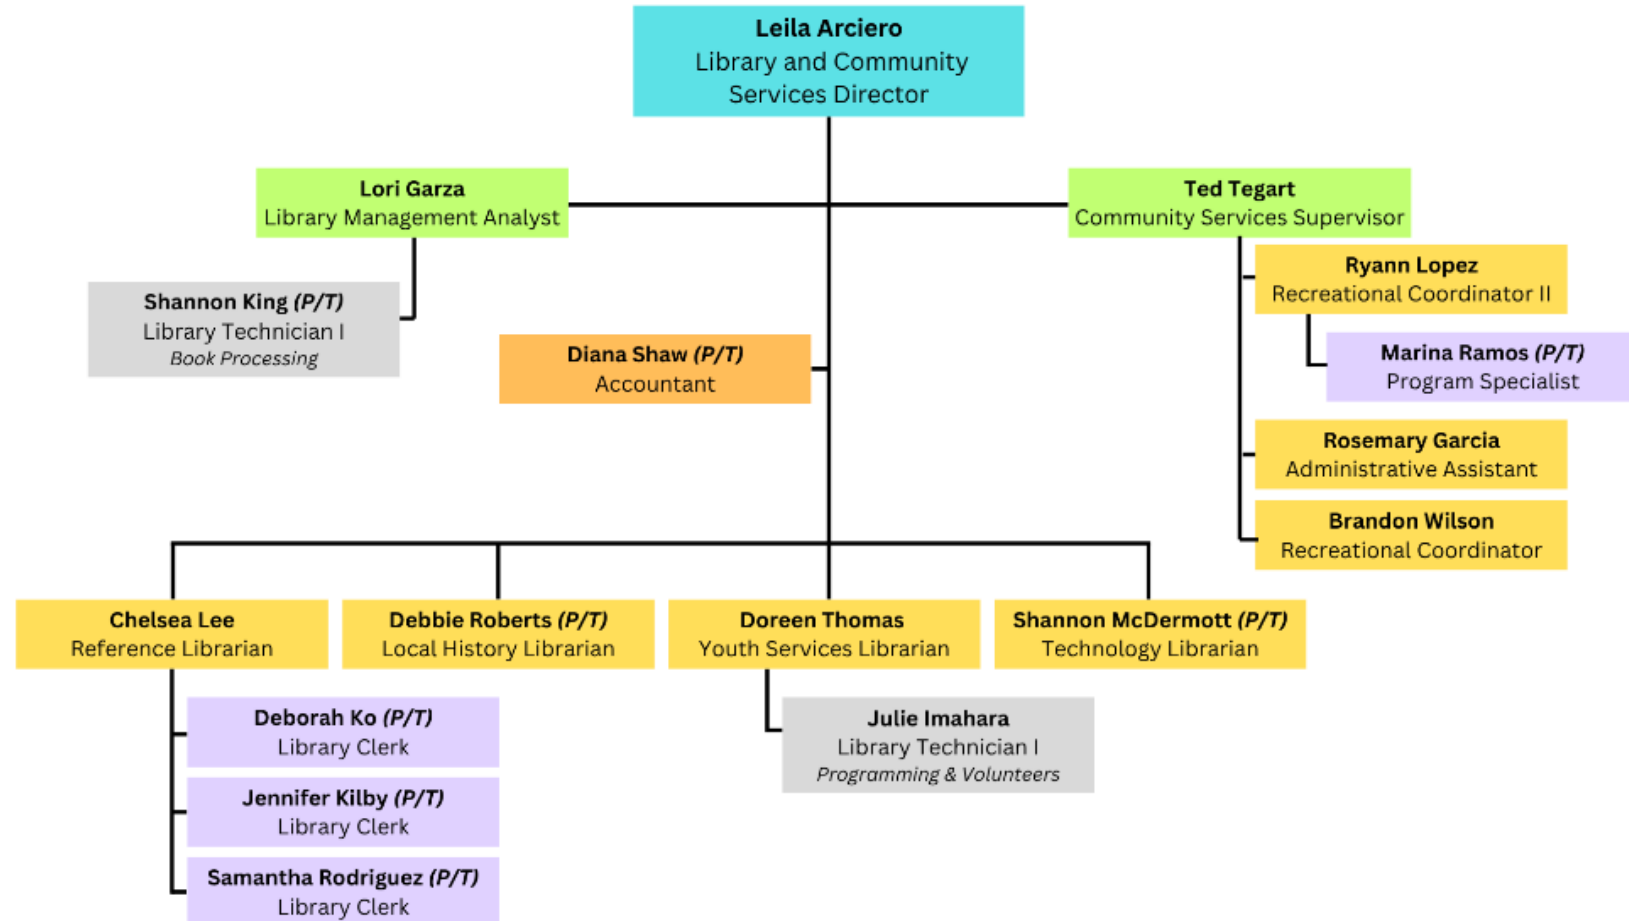 Leila Arciero
Library and Community
Services Director
Lori Garza
Library Management Analyst
Ted Tegart
Community Services Supervisor
Shannon King (P/T)
Library Technician I
Book Processing
Ryann Lopez
Recreational Coordinator II
Diana Shaw (P/T)
Accountant
Marina Ramos (P/T)
Program Specialist
Rosemary Garcia
Administrative Assistant
Brandon Wilson
Recreational Coordinator
Chelsea Lee
Reference Librarian
Debbie Roberts (P/T)
Local History Librarian
Doreen Thomas
Youth Services Librarian
Shannon McDermott (P/T)
Technology Librarian
Deborah Ko (P/T)
Library Clerk
Jennifer Kilby (P/T)
Library Clerk
Samantha Rodriguez (P/T)
Library Clerk
Julie Imahara
Library Technician I
Programming & Volunteers